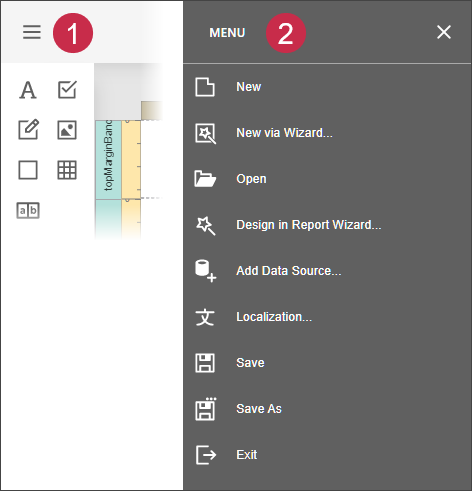 1
MENU
2
A
ab
topMarginBand
New
New via Wizard...
Open
Design in Report Wizard...
Add Data Source...
文
Localization...
Save
Save As
Exit